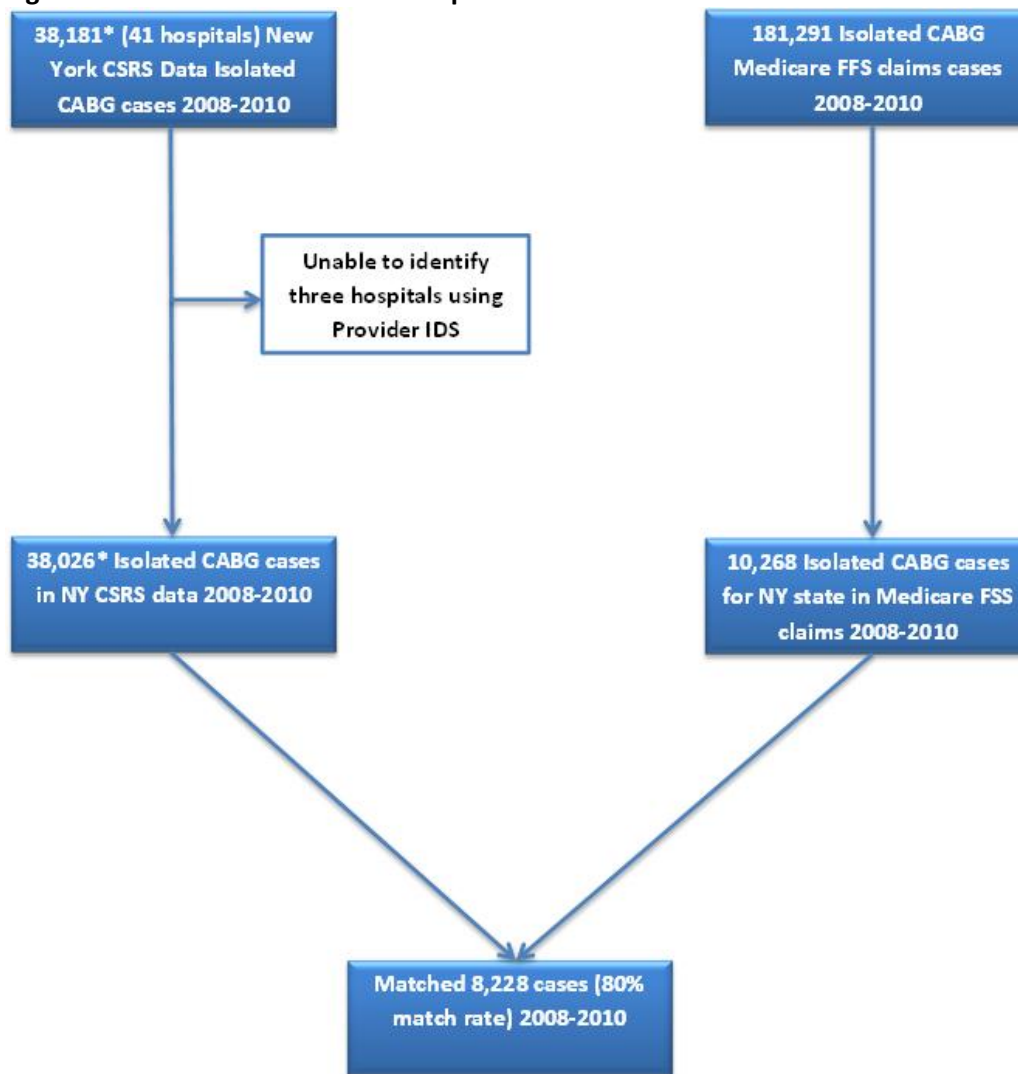 38,181* (41 hospitals) New
York CSRS Data Isolated
CABG cases 2008-2010
181,291 Isolated CABG
Medicare FFS claims cases
2008-2010
Unable to identify
three hospitals using
Provider IDS
38,026* Isolated CABG cases
in NY CSRS data 2008-2010
10,268 Isolated CABG cases
for NY state in Medicare FSS
claims 2008-2010
Matched 8,228 cases (80%
match rate) 2008-2010